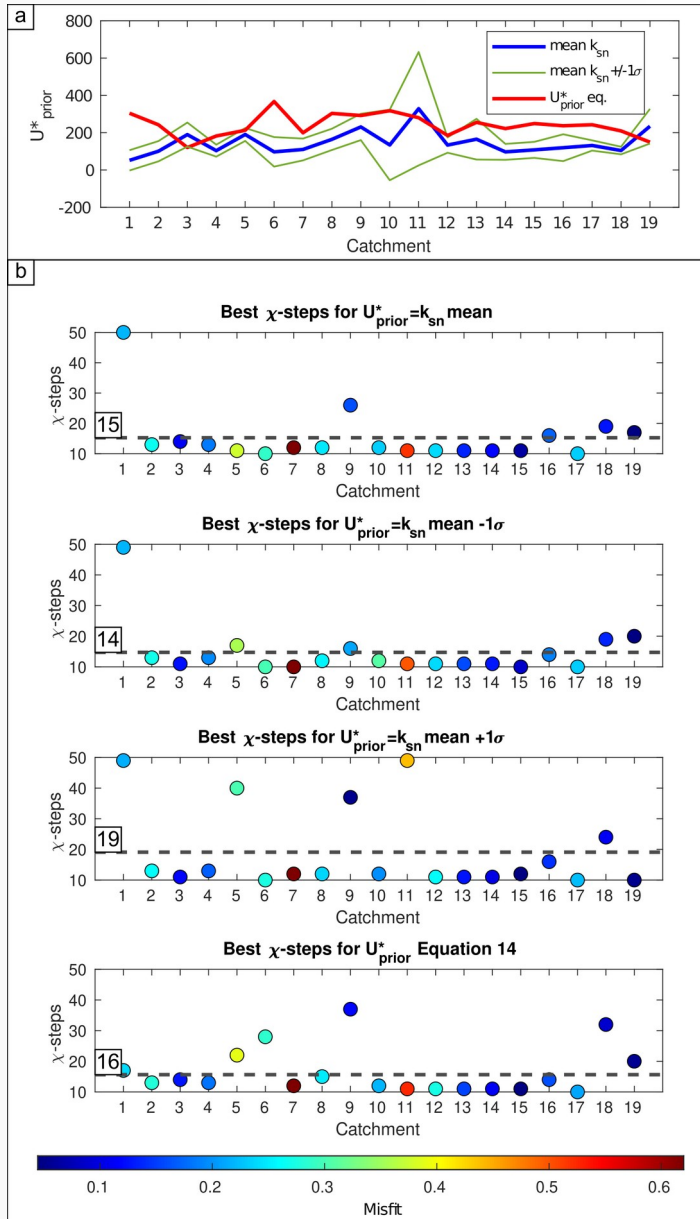 a
800
600
400
200
0
-200
U*prior
mean ksn
mean ksn+/-1σ
U*prior eq.
1 2 3 4 5 6 7 8 9 10 11 12 13 14 15 16 17 18 19
Catchment
b
Best χ-steps for U*prior=ksn mean
50
40
30
20
10
χ-steps
15
1 2 3 4 5 6 7 8 9 10 11 12 13 14 15 16 17 18 19
Catchment
Best χ-steps for U*prior=ksn mean -1σ
50
40
30
20
10
χ-steps
14
1 2 3 4 5 6 7 8 9 10 11 12 13 14 15 16 17 18 19
Catchment
Best χ-steps for U*prior=ksn mean +1σ
50
40
30
20
10
χ-steps
19
1 2 3 4 5 6 7 8 9 10 11 12 13 14 15 16 17 18 19
Catchment
Best χ-steps for U*prior Equation 14
50
40
30
20
10
χ-steps
16
1 2 3 4 5 6 7 8 9 10 11 12 13 14 15 16 17 18 19
Catchment
0.1 0.2 0.3 0.4 0.5 0.6
Misfit